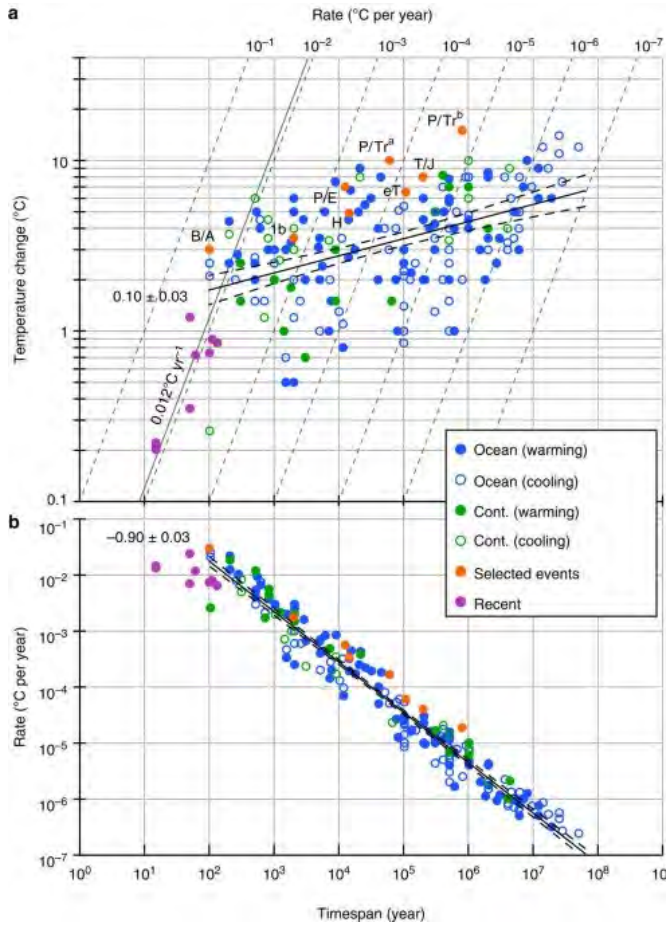 Rate (°C per year)
a
10⁻¹ 10⁻² 10⁻³ 10⁻⁴ 10⁻⁵ 10⁻⁶ 10⁻⁷
P/Trᵇ
P/Trᵃ
10
T/J
P/E
eT
B/A
1b
H
Temperature change (°C)
0.10 ± 0.03
1
0.012°C yr⁻¹
0.1
Ocean (warming)
Ocean (cooling)
Cont. (warming)
Cont. (cooling)
Selected events
Recent
b
10⁻¹
−0.90 ± 0.03
10⁻²
10⁻³
Rate (°C per year)
10⁻⁴
10⁻⁵
10⁻⁶
10⁻⁷
10⁰ 10¹ 10² 10³ 10⁴ 10⁵ 10⁶ 10⁷ 10⁸
Timespan (year)